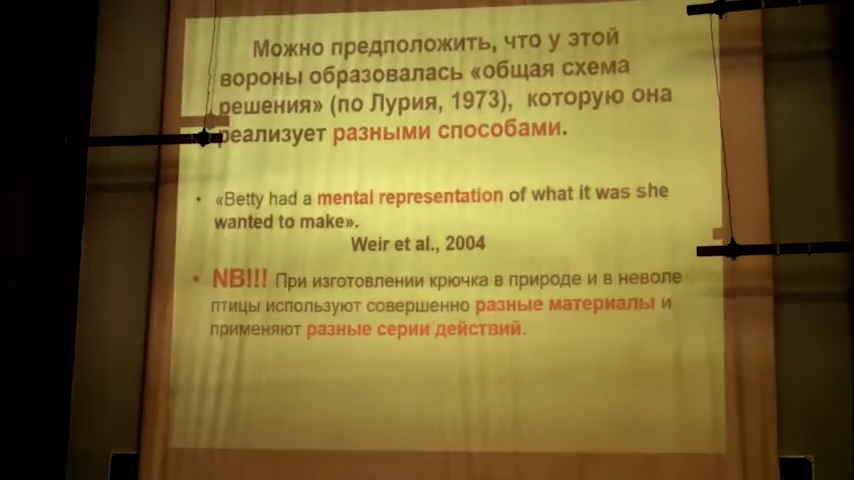 Можно предположить, что у этой
вороны образовалась «общая схема
решения» (по Лурия, 1973), которую она
реализует разными способами.
• «Betty had a mental representation of what it was she
wanted to make».
Weir et al., 2004
• NB!!! При изготовлении крючка в природе и в неволе
птицы используют совершенно разные материалы и
применяют разные серии действий.